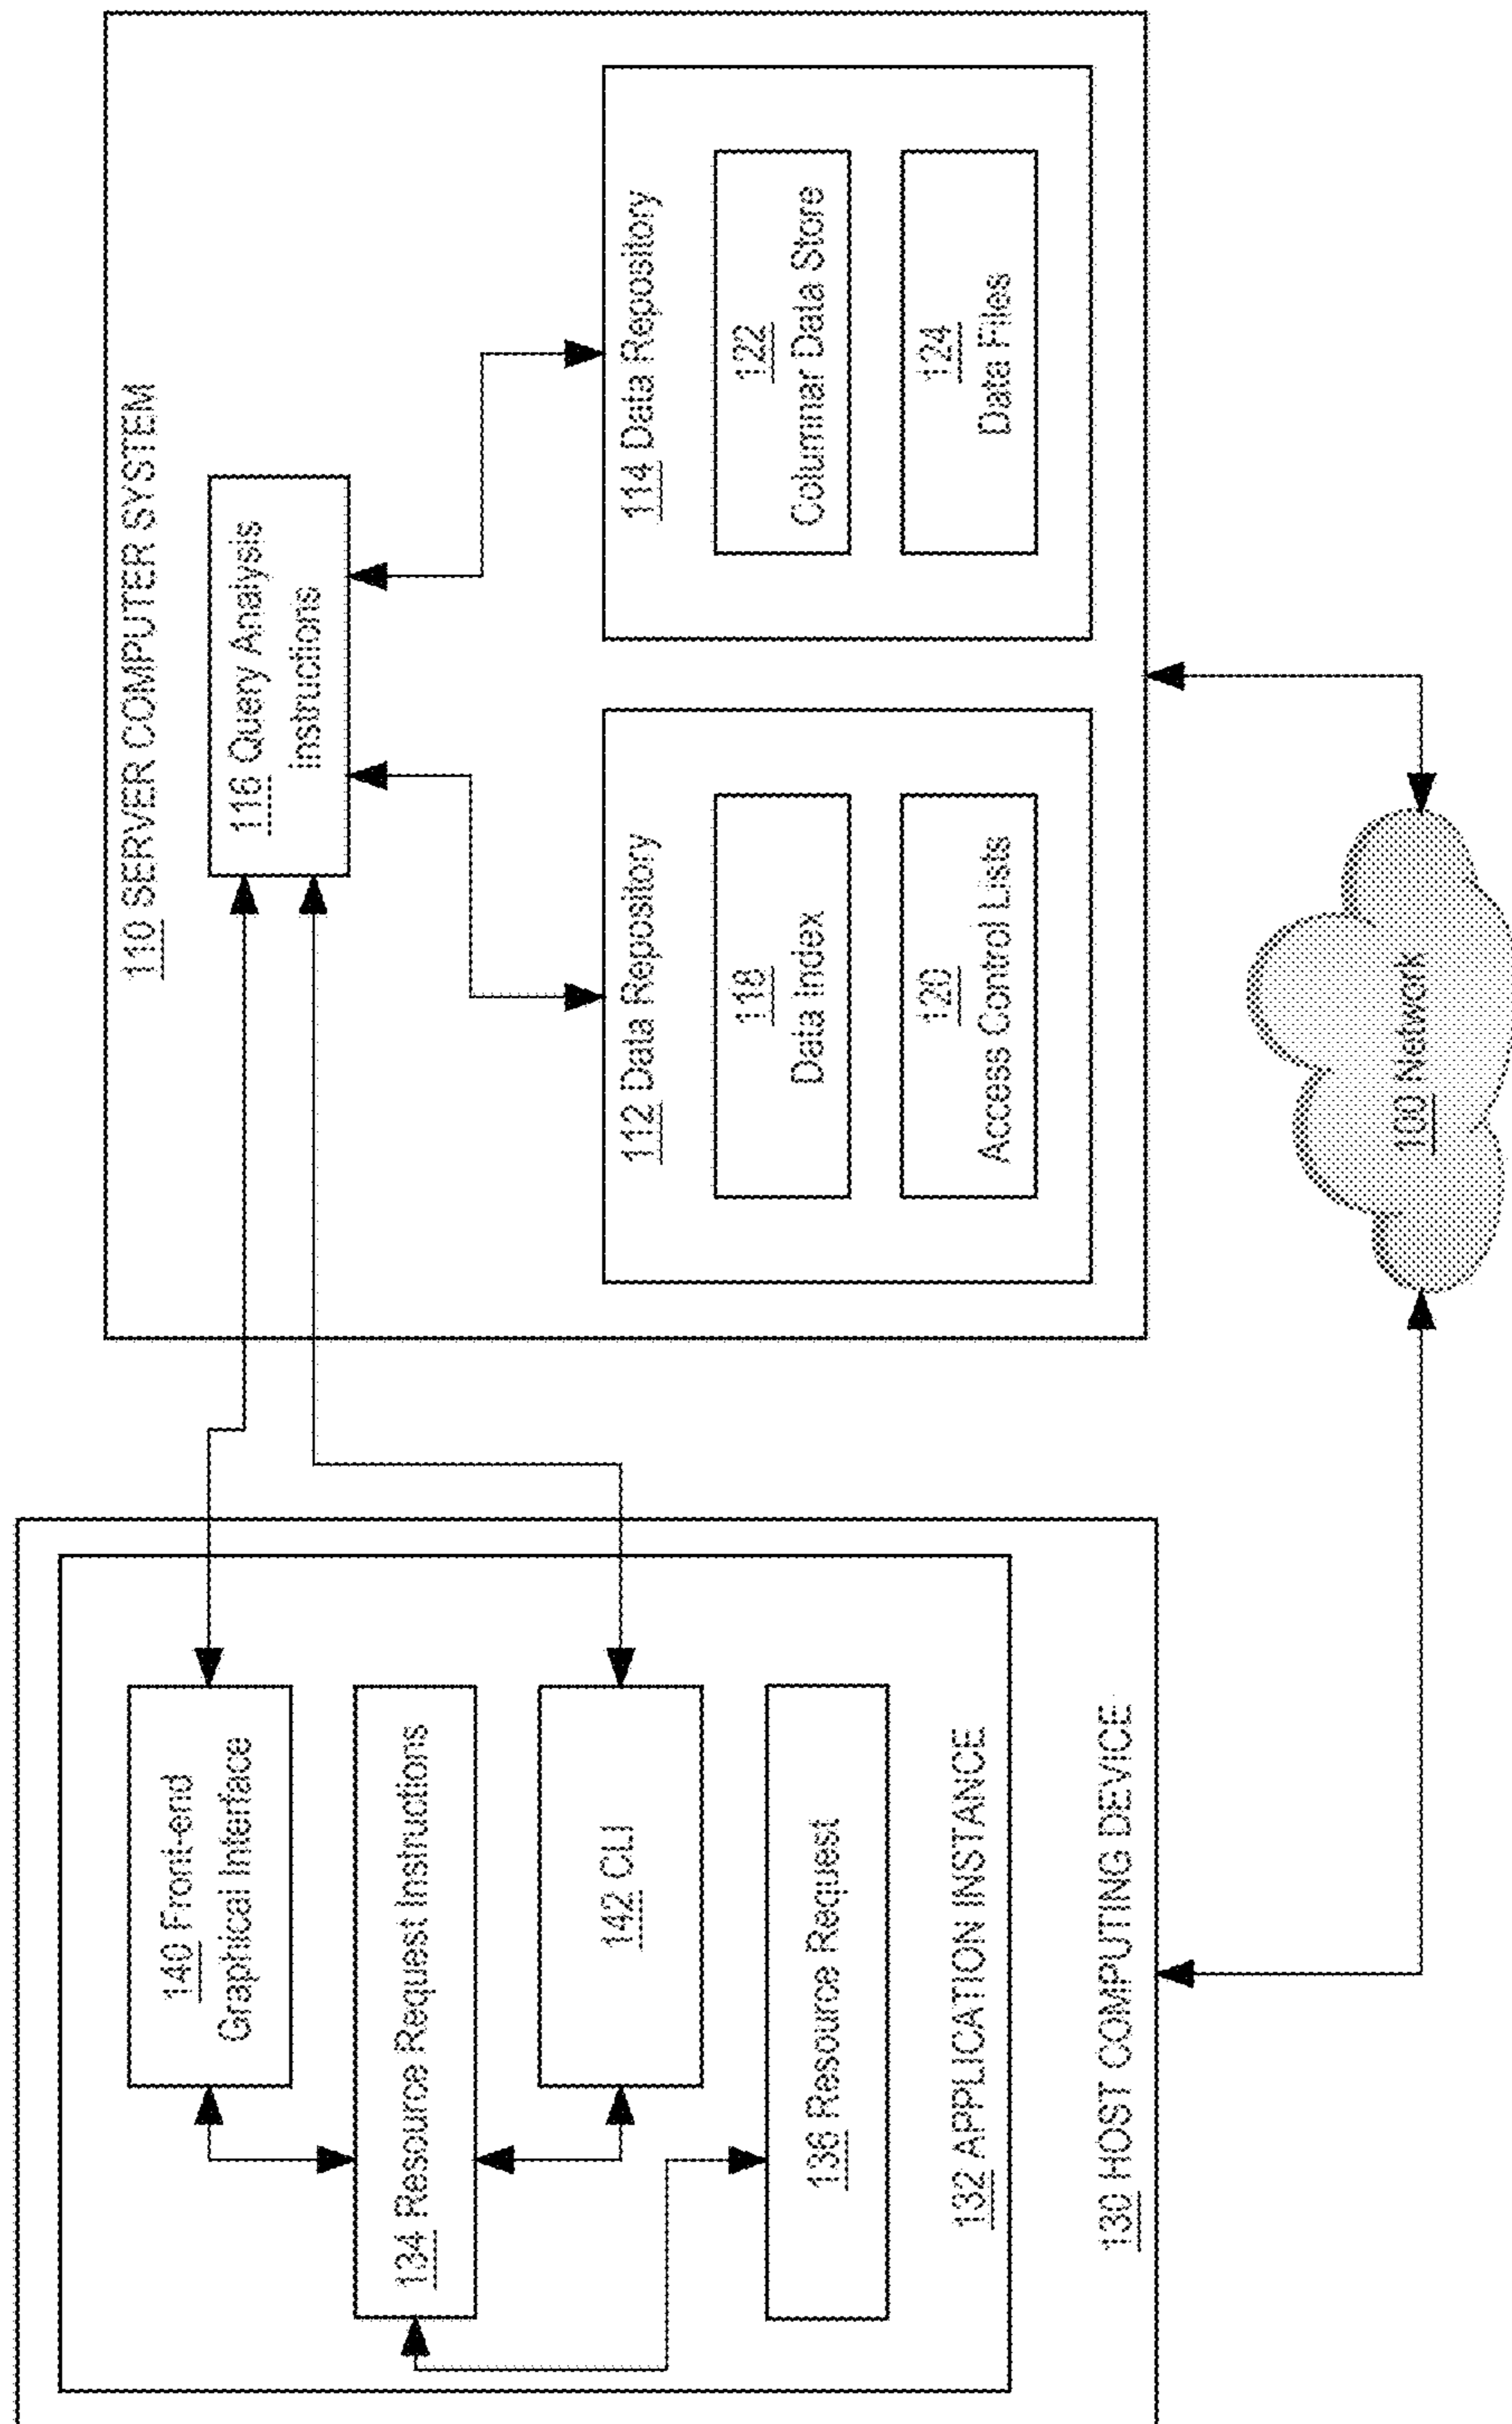 110 SERVER COMPUTER SYSTEM
140 Front-end
Graphical Interface
134 Resource Request Instructions
142 CLI
136 Resource Request
132 APPLICATION INSTANCE
130 HOST COMPUTING DEVICE
116 Query Analysis
Instructions
112 Data Repository
118
Data Index
120
Access Control Lists
114 Data Repository
122
Columnar Data Store
124
Data Files
100 Network